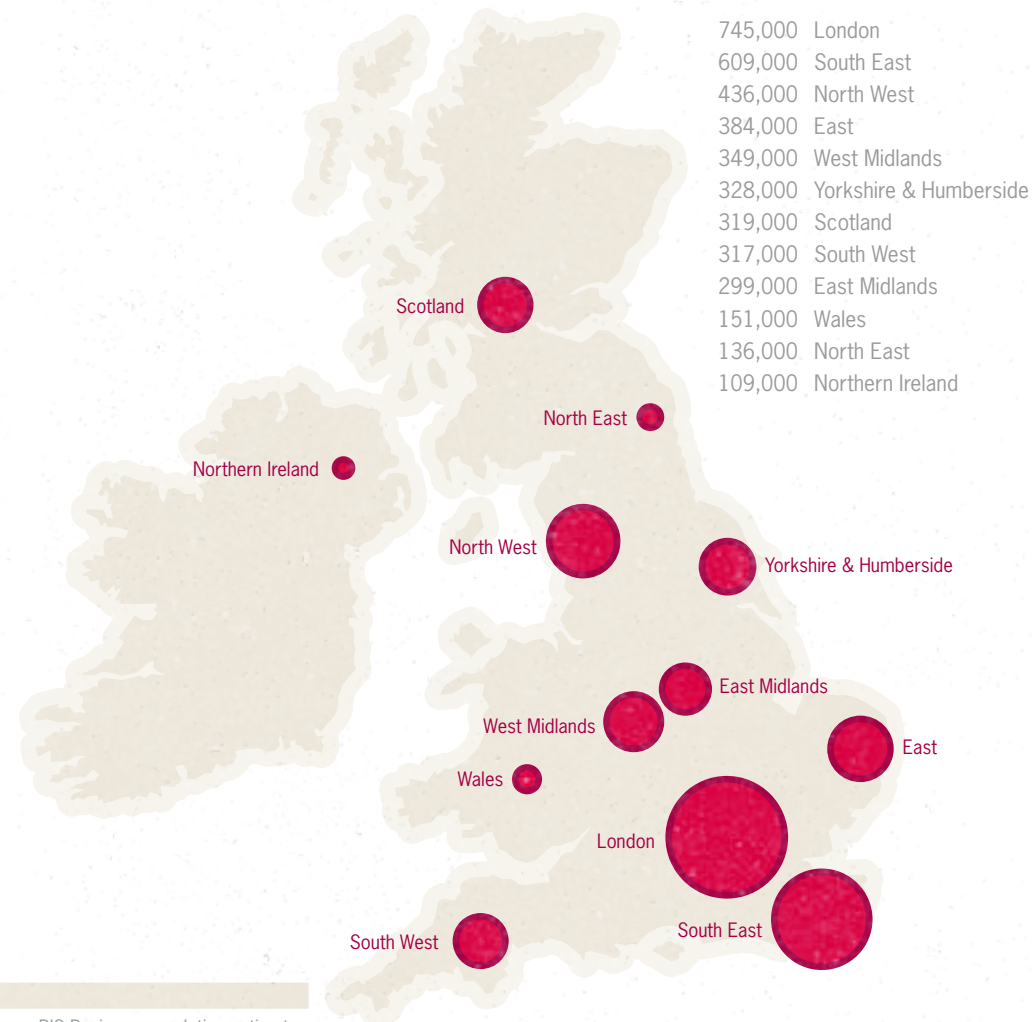 745,000 London
609,000 South East
436,000 North West
384,000 East
349,000 West Midlands
328,000 Yorkshire & Humberside
319,000 Scotland
317,000 South West
299,000 East Midlands
151,000 Wales
136,000 North East
109,000 Northern Ireland
Scotland
North East
Northern Ireland
North West
Yorkshire & Humberside
East Midlands
West Midlands
East
Wales
London
South East
South West